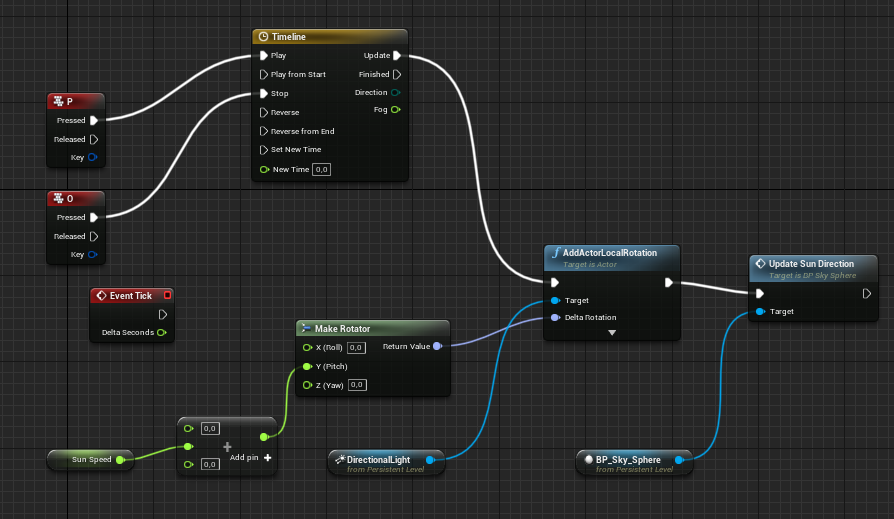 Timeline
Play
Update
Play from Start
Finished
Stop
Direction
Reverse
Fog
Reverse from End
Set New Time
New Time 0,0
P
Pressed
Released
Key
O
Pressed
Released
Key
Event Tick
Delta Seconds
AddActorLocalRotation
Target is Actor
Target
Delta Rotation
Update Sun Direction
Target is BP Sky Sphere
Target
Make Rotator
X (Roll) 0,0
Return Value
Y (Pitch)
Z (Yaw) 0,0
Sun Speed
0,0
0,0
Add pin +
DirectionalLight
from Persistent Level
BP_Sky_Sphere
from Persistent Level